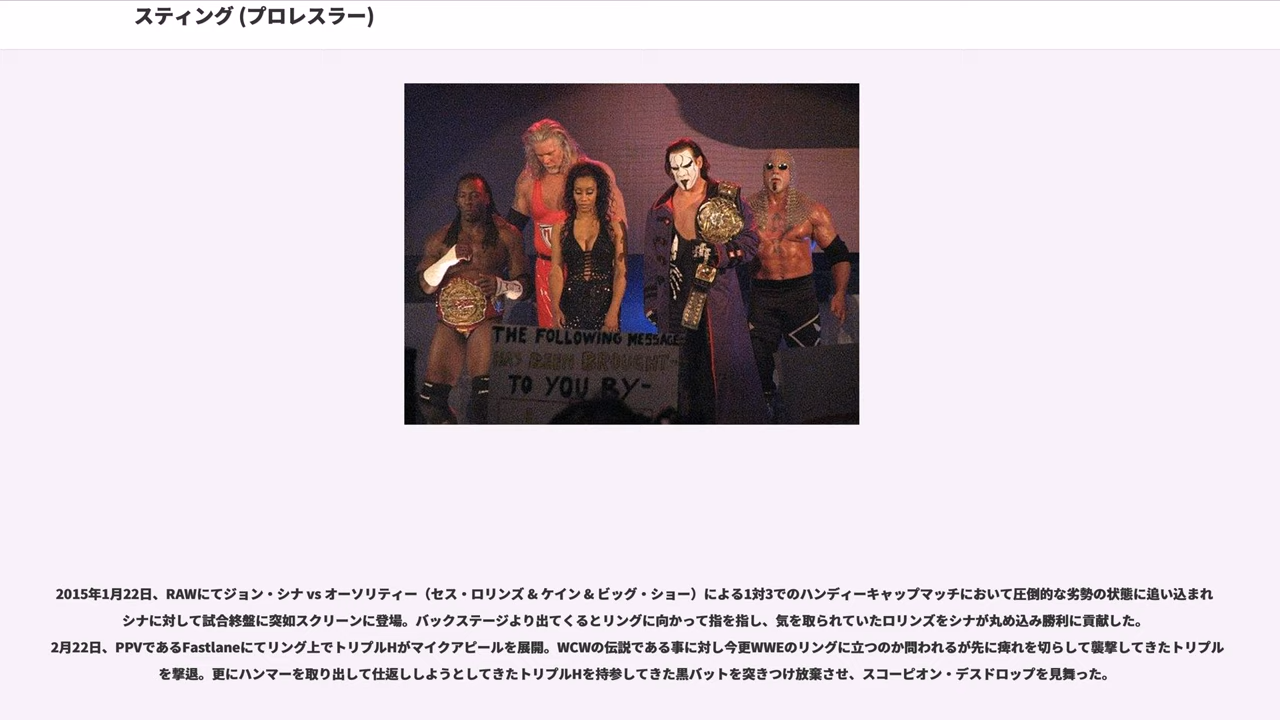 スティング (プロレスラー)
THE FOLLOWING MESSAGE
HAS BEEN BROUGHT-
TO YOU BY-
2015年1月22日、RAWにてジョン・シナ vs オーソリティー（セス・ロリンズ & ケイン & ビッグ・ショー）による1対3でのハンディーキャップマッチにおいて圧倒的な劣勢の状態に追い込まれ
シナに対して試合終盤に突如スクリーンに登場。バックステージより出てくるとリングに向かって指を指し、気を取られていたロリンズをシナが丸め込み勝利に貢献した。
2月22日、PPVであるFastlaneにてリング上でトリプルHがマイクアピールを展開。WCWの伝説である事に対し今更WWEのリングに立つのか問われるが先に痺れを切らして襲撃してきたトリプル
を撃退。更にハンマーを取り出して仕返ししようとしてきたトリプルHを持参してきた黒バットを突きつけ放棄させ、スコーピオン・デスドロップを見舞った。